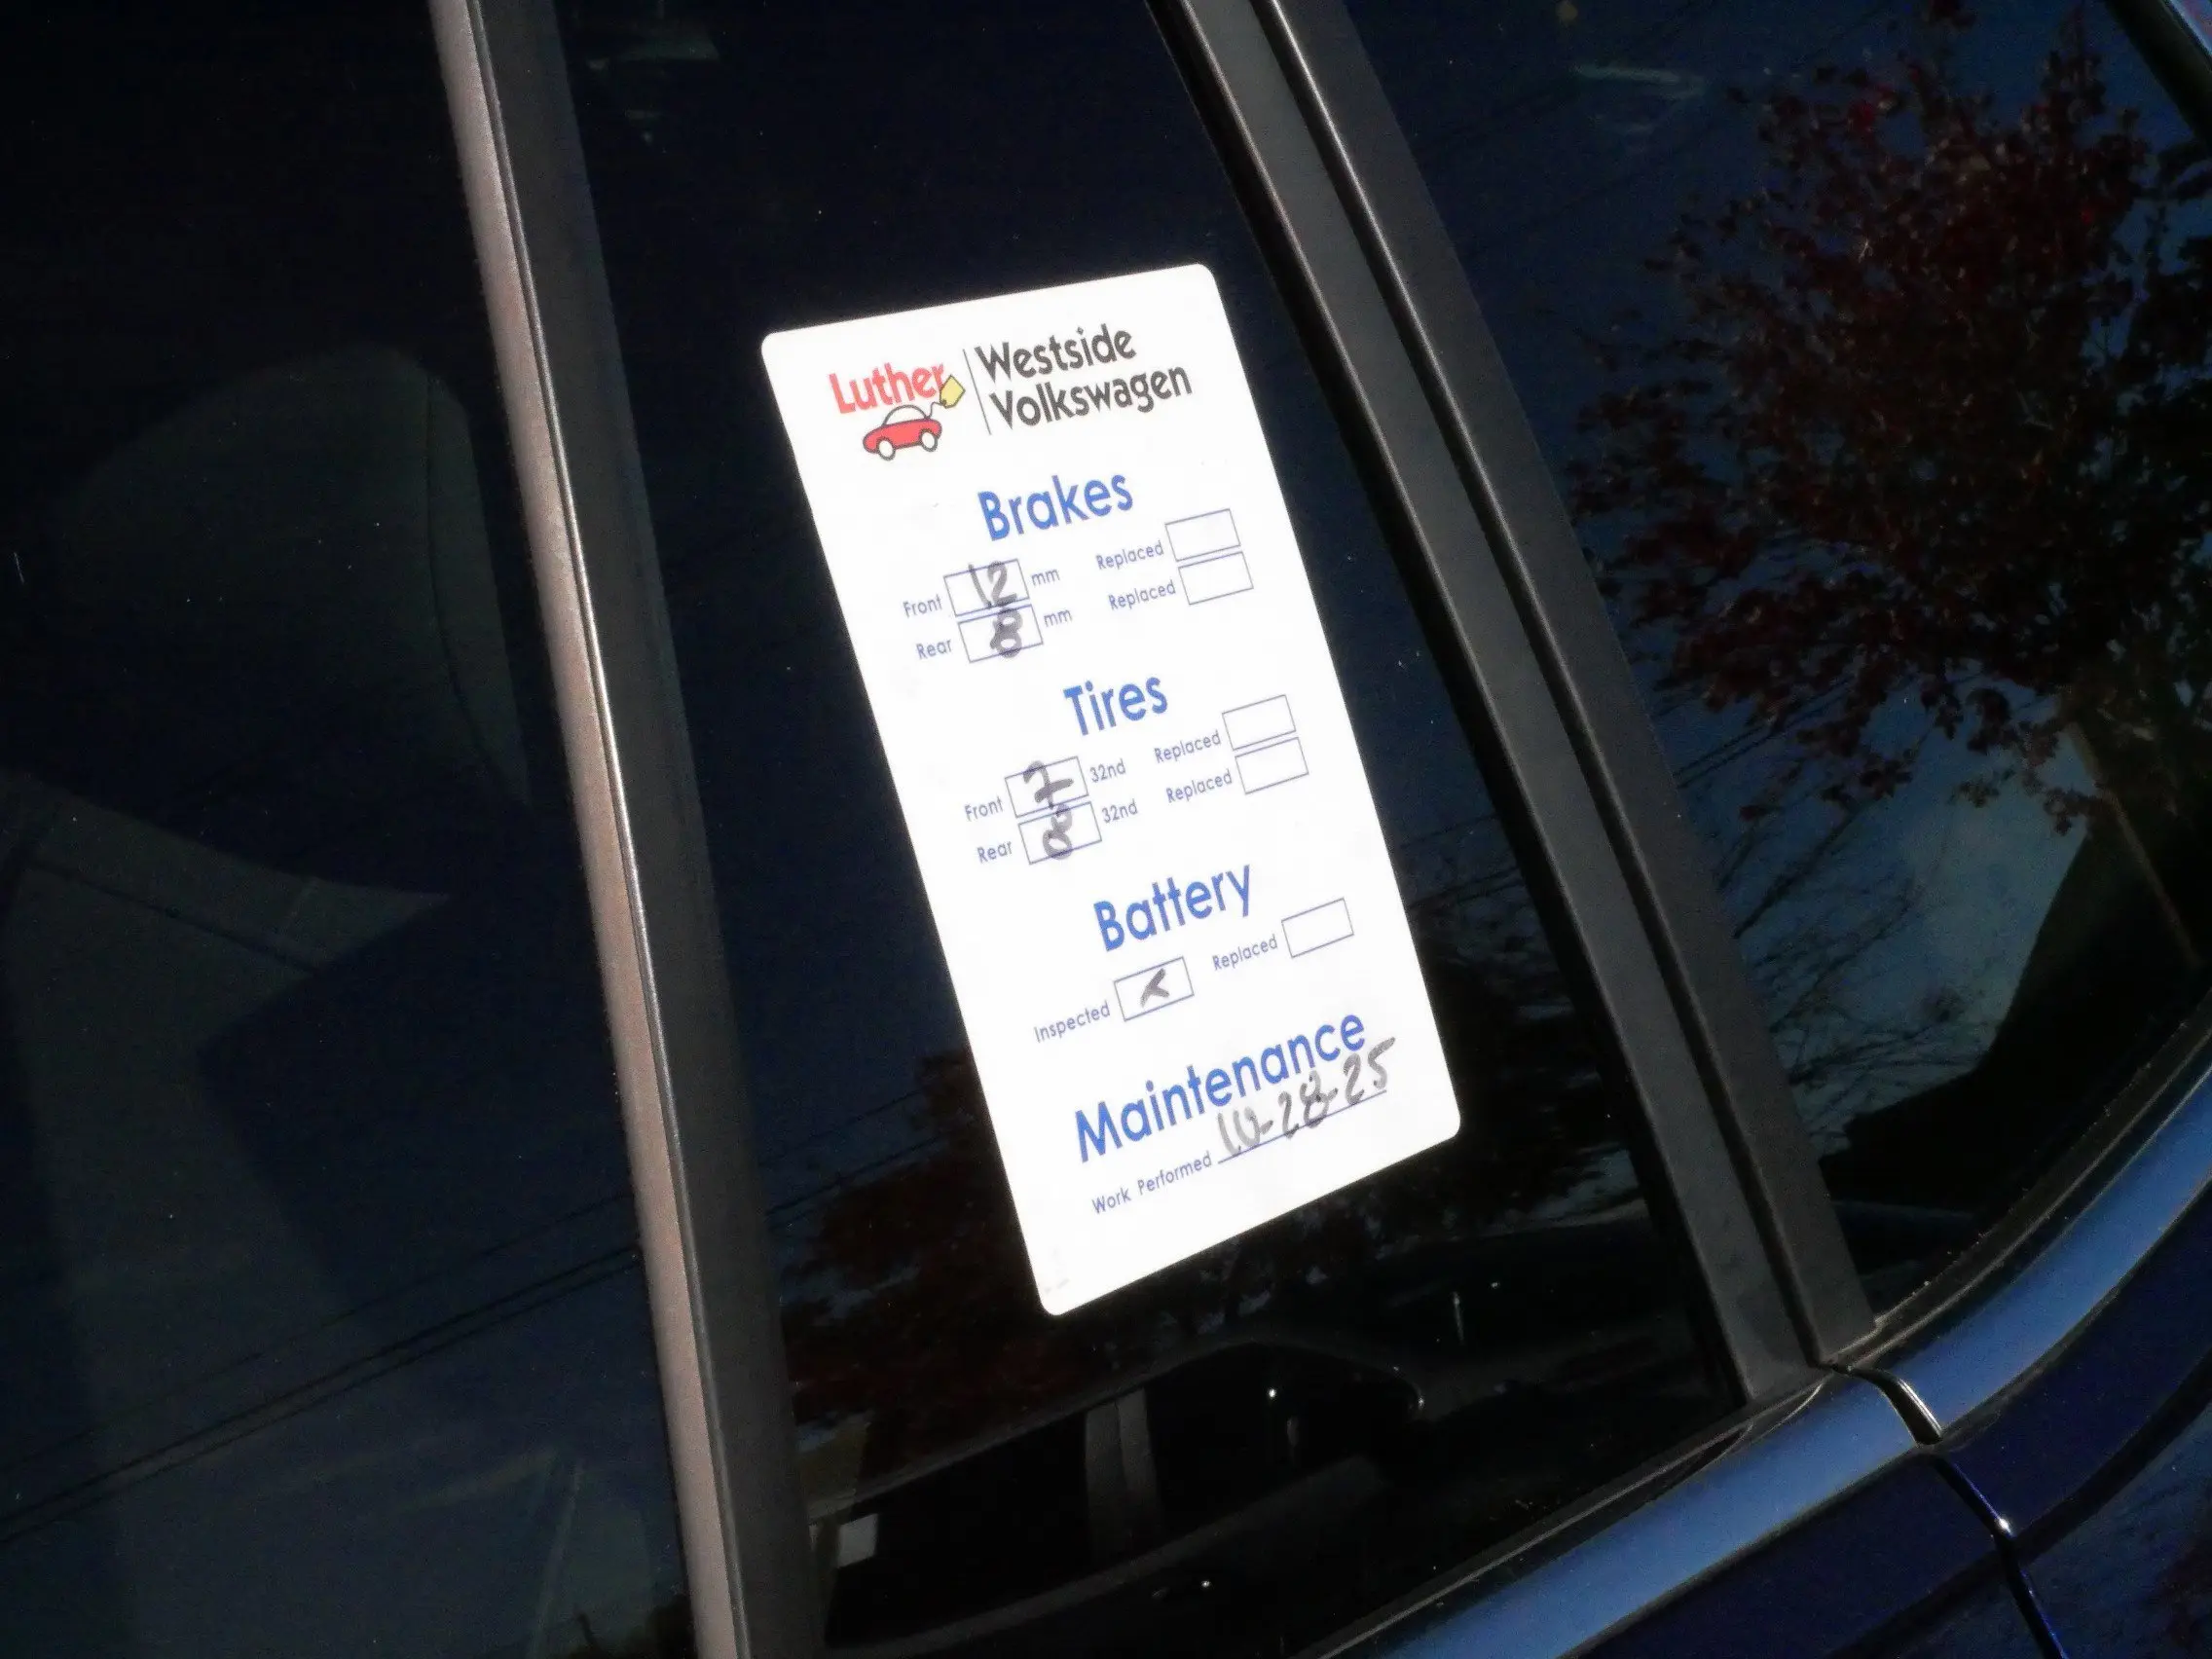 Luther Westside
Volkswagen
Brakes
Front 12 mm Replaced
Rear 8 mm Replaced
Tires
Front 7 32nd Replaced
Rear 8 32nd Replaced
Battery
Inspected x Replaced
Maintenance
Work Performed 10-28-25